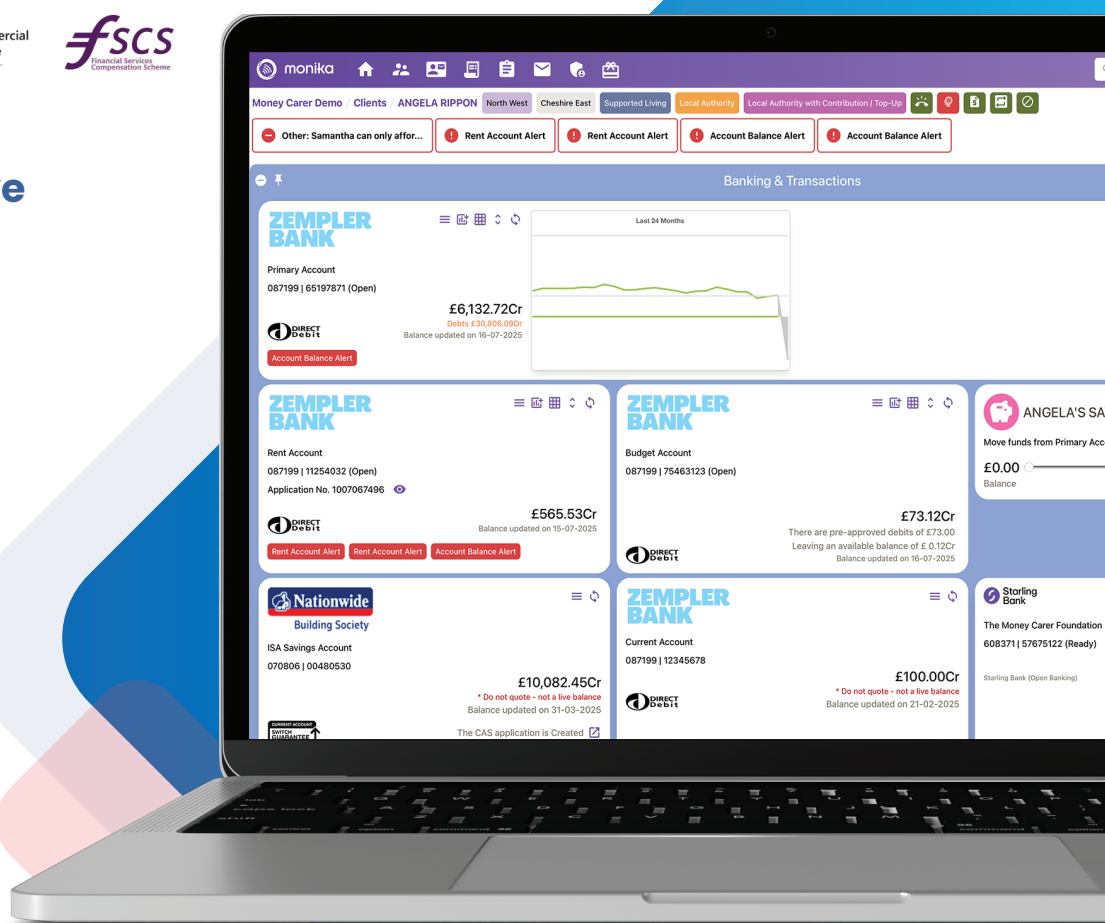 ercial
fscs
Financial Services
Compensation Scheme
e
monika
Money Carer Demo / Clients / ANGELA RIPPON
North West
Cheshire East
Supported Living
Local Authority
Local Authority with Contribution / Top-Up
Other: Samantha can only affor...
Rent Account Alert
Rent Account Alert
Account Balance Alert
Account Balance Alert
Banking & Transactions
ZEMPLER
BANK
Primary Account
087199 | 65197871 (Open)
£6,132.72Cr
Debts £30,806.09Dr
Balance updated on 16-07-2025
DIRECT
Debit
Account Balance Alert
Last 24 Months
ZEMPLER
BANK
Rent Account
087199 | 11254032 (Open)
Application No. 1007067496
£565.53Cr
Balance updated on 15-07-2025
DIRECT
Debit
Rent Account Alert
Rent Account Alert
Account Balance Alert
ZEMPLER
BANK
Budget Account
087199 | 75463123 (Open)
£73.12Cr
There are pre-approved debits of £73.00
Leaving an available balance of £ 0.12Cr
Balance updated on 16-07-2025
DIRECT
Debit
ANGELA'S SA
Move funds from Primary Acc
£0.00
Balance
Nationwide
Building Society
ISA Savings Account
070806 | 00480530
£10,082.45Cr
* Do not quote - not a live balance
Balance updated on 31-03-2025
CURRENT ACCOUNT
SWITCH
GUARANTEE
The CAS application is Created
ZEMPLER
BANK
Current Account
087199 | 12345678
£100.00Cr
* Do not quote - not a live balance
Balance updated on 21-02-2025
DIRECT
Debit
Starling
Bank
The Money Carer Foundation
608371 | 57675122 (Ready)
Starling Bank (Open Banking)
caps lock
shift
control
option
command
command
option